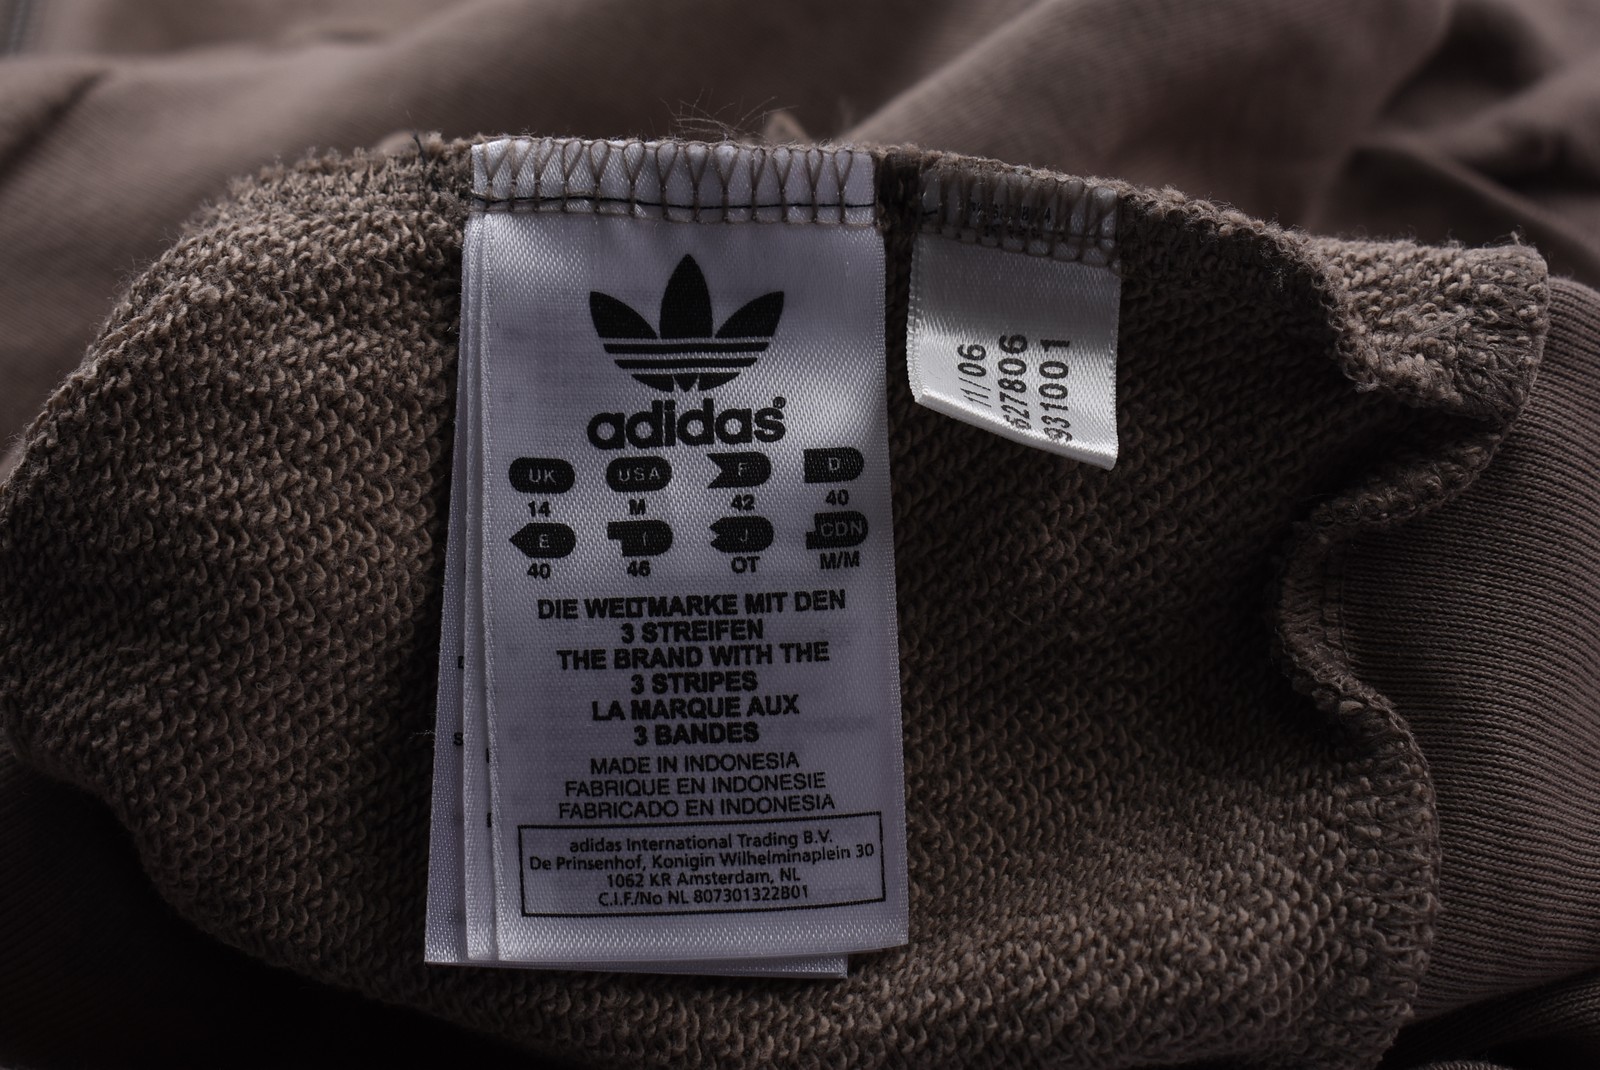 adidas®
UK USA F D
14 M 42 40
E I J CDN
40 46 OT M/M
DIE WELTMARKE MIT DEN
3 STREIFEN
THE BRAND WITH THE
3 STRIPES
LA MARQUE AUX
3 BANDES
MADE IN INDONESIA
FABRIQUE EN INDONESIE
FABRICADO EN INDONESIA
adidas International Trading B.V.
De Prinsenhof, Konigin Wilhelminaplein 30
1062 KR Amsterdam, NL
C.I.F./No NL 807301322B01
11/06
627806
931001